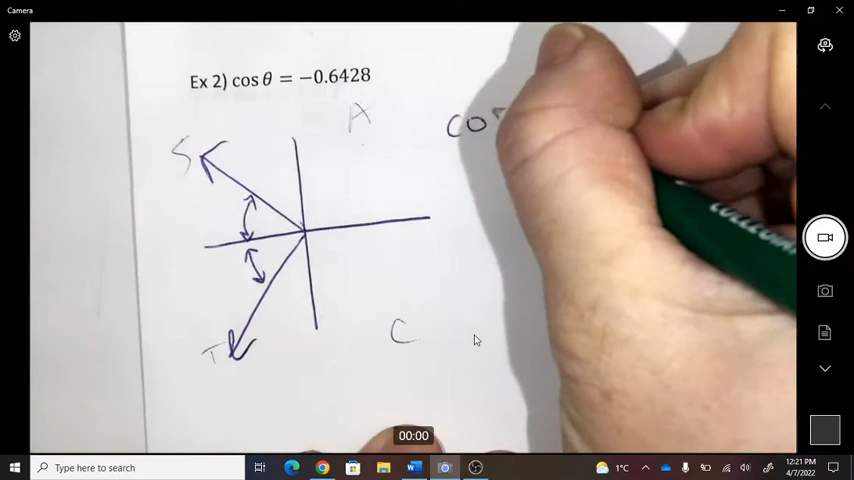 Camera
Ex 2) cos θ = −0.6428
A
S
cos
T
C
00:00
Type here to search
1°C
12:21 PM
4/7/2022